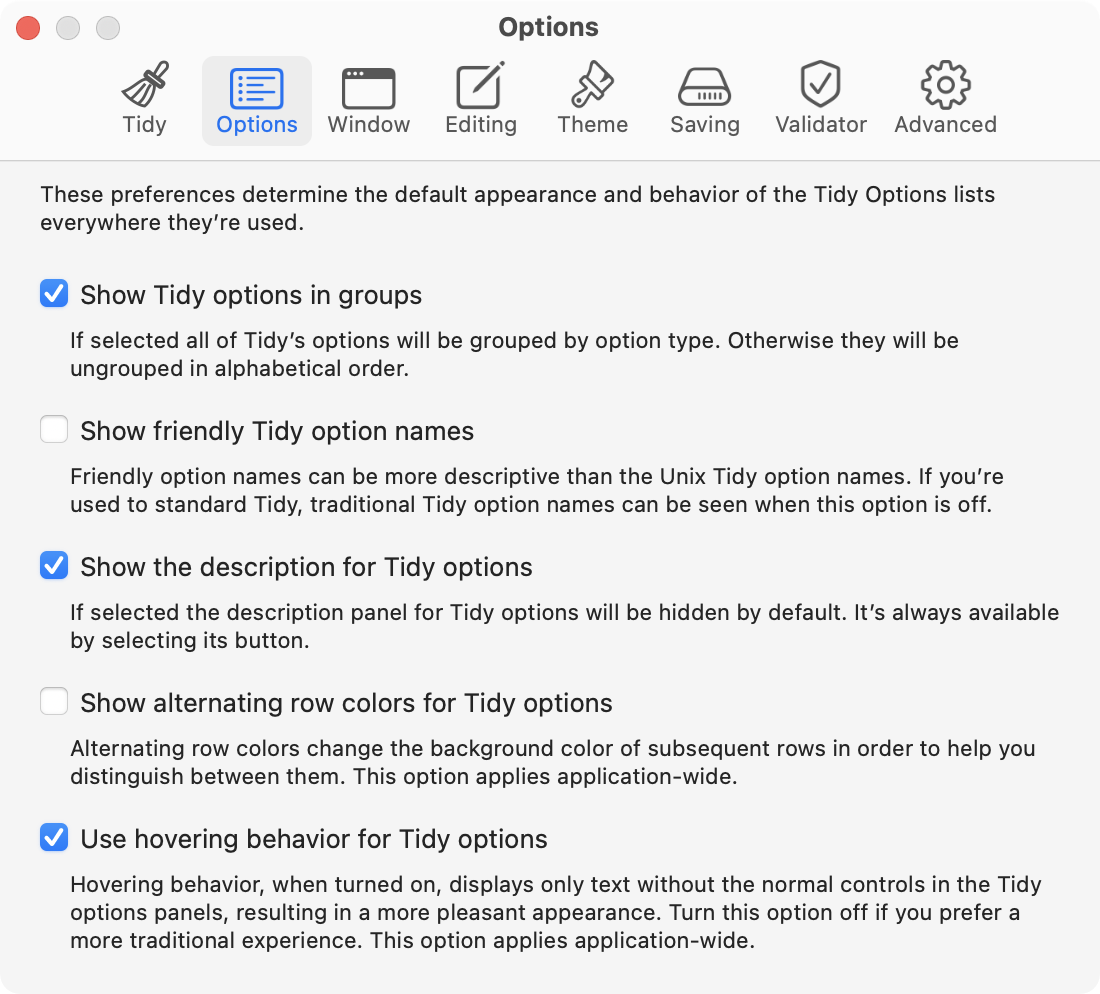 Options
Tidy Options Window Editing Theme Saving Validator Advanced
These preferences determine the default appearance and behavior of the Tidy Options lists
everywhere they’re used.
Show Tidy options in groups
If selected all of Tidy’s options will be grouped by option type. Otherwise they will be
ungrouped in alphabetical order.
Show friendly Tidy option names
Friendly option names can be more descriptive than the Unix Tidy option names. If you’re
used to standard Tidy, traditional Tidy option names can be seen when this option is off.
Show the description for Tidy options
If selected the description panel for Tidy options will be hidden by default. It’s always available
by selecting its button.
Show alternating row colors for Tidy options
Alternating row colors change the background color of subsequent rows in order to help you
distinguish between them. This option applies application-wide.
Use hovering behavior for Tidy options
Hovering behavior, when turned on, displays only text without the normal controls in the Tidy
options panels, resulting in a more pleasant appearance. Turn this option off if you prefer a
more traditional experience. This option applies application-wide.